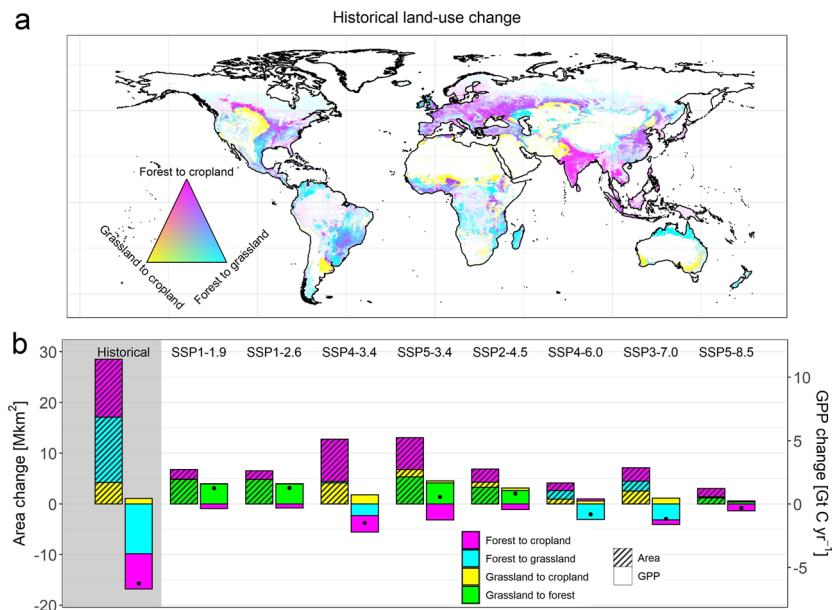 a
Historical land-use change
Forest to cropland
Grassland to cropland
Forest to grassland
b
Historical
SSP1-1.9
SSP1-2.6
SSP4-3.4
SSP5-3.4
SSP2-4.5
SSP4-6.0
SSP3-7.0
SSP5-8.5
Area change [Mkm²]
30
20
10
0
-10
-20
GPP change [Gt C yr⁻¹]
10
5
0
-5
Forest to cropland
Forest to grassland
Grassland to cropland
Grassland to forest
Area
GPP